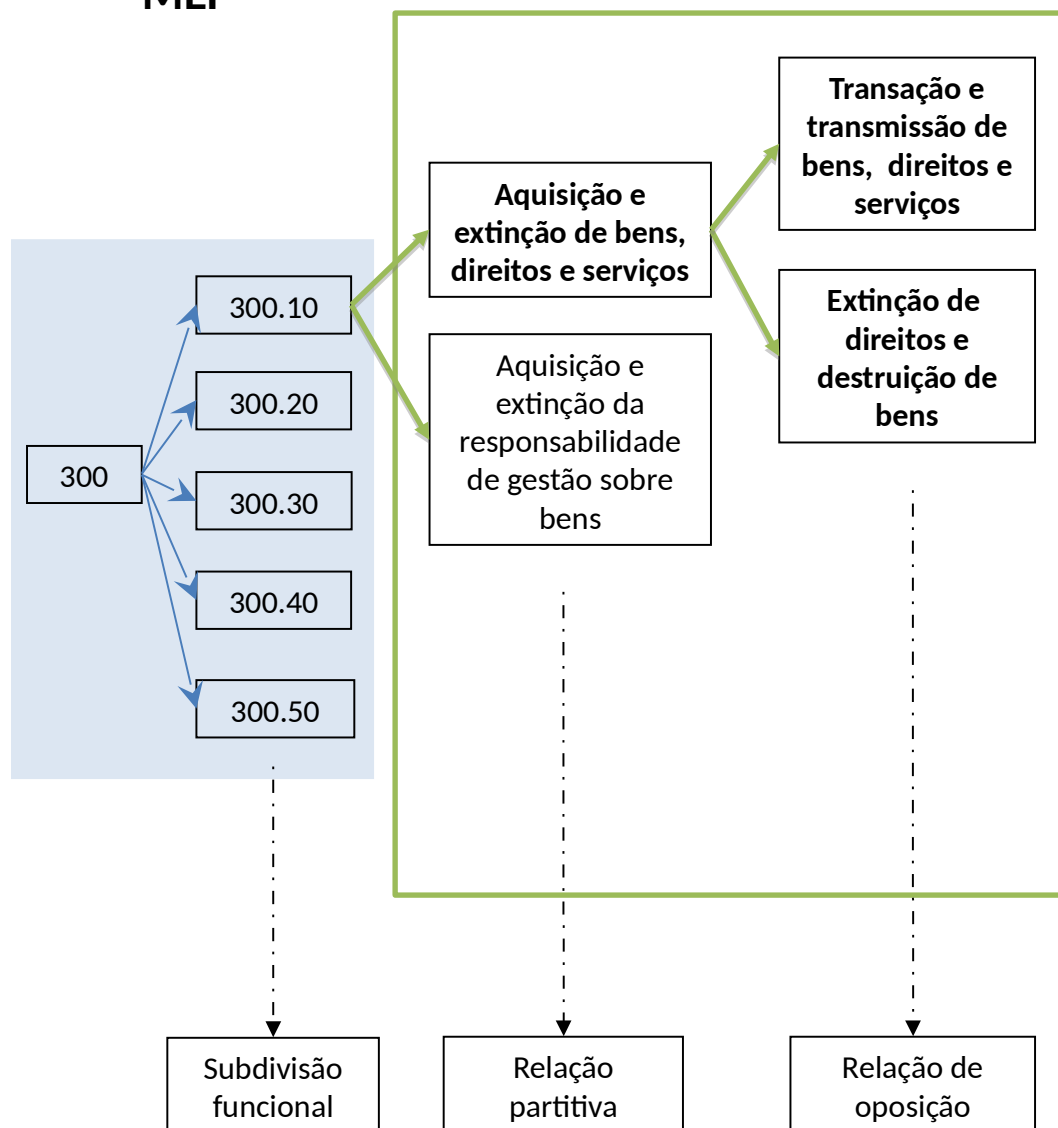 Transação e
transmissão de
bens, direitos e
serviços
Aquisição e
extinção de bens,
direitos e serviços
300.10
Extinção de
direitos e
destruição de
bens
Aquisição e
extinção da
responsabilidade
de gestão sobre
bens
300.20
300
300.30
300.40
300.50
Subdivisão
funcional
Relação
partitiva
Relação de
oposição